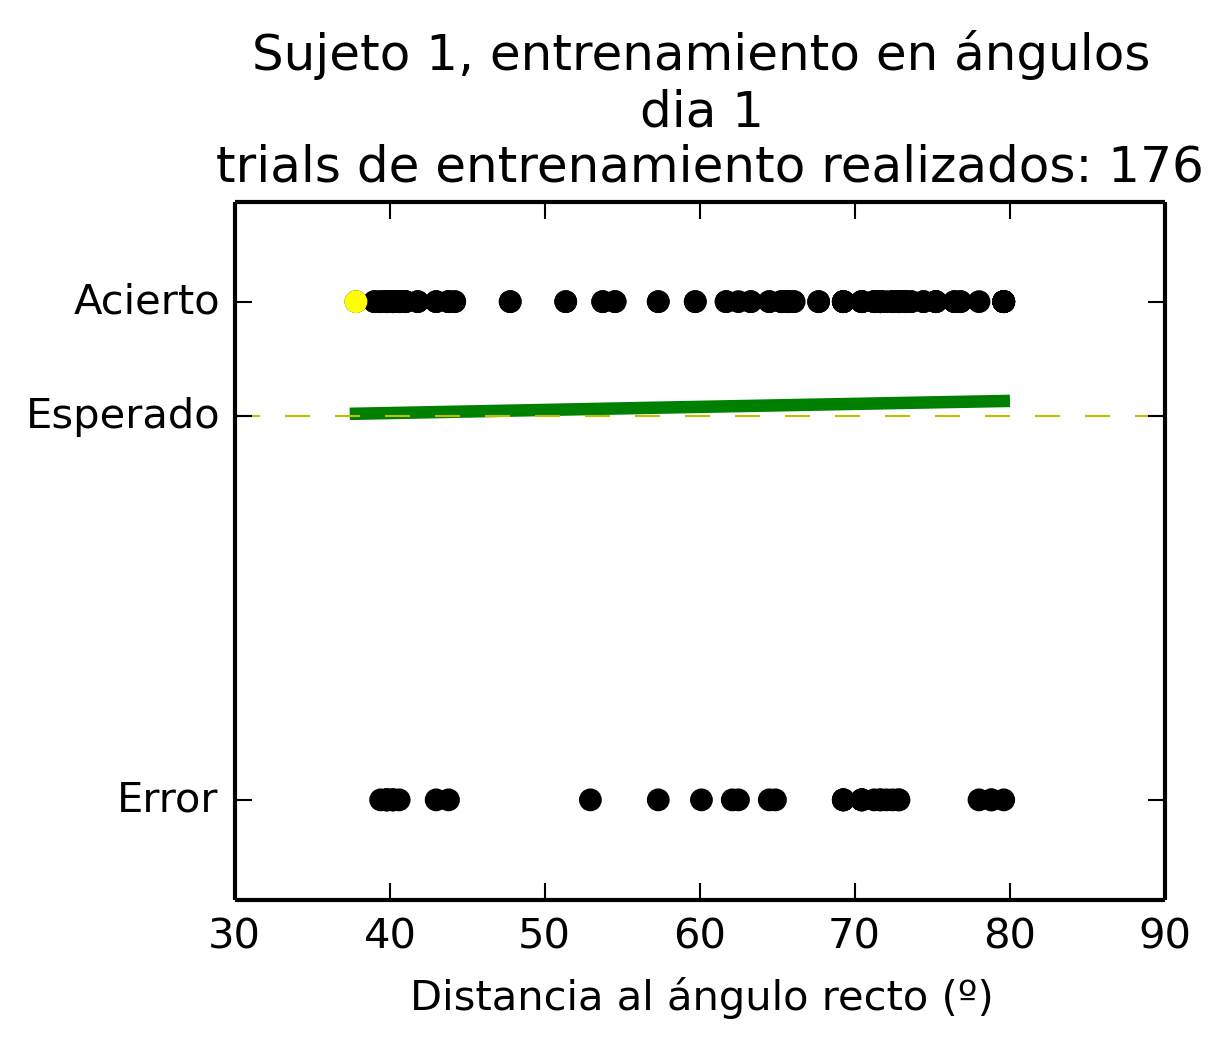 Sujeto 1, entrenamiento en ángulos
dia 1
trials de entrenamiento realizados: 176
Acierto
Esperado
Error
30 40 50 60 70 80 90
Distancia al ángulo recto (º)